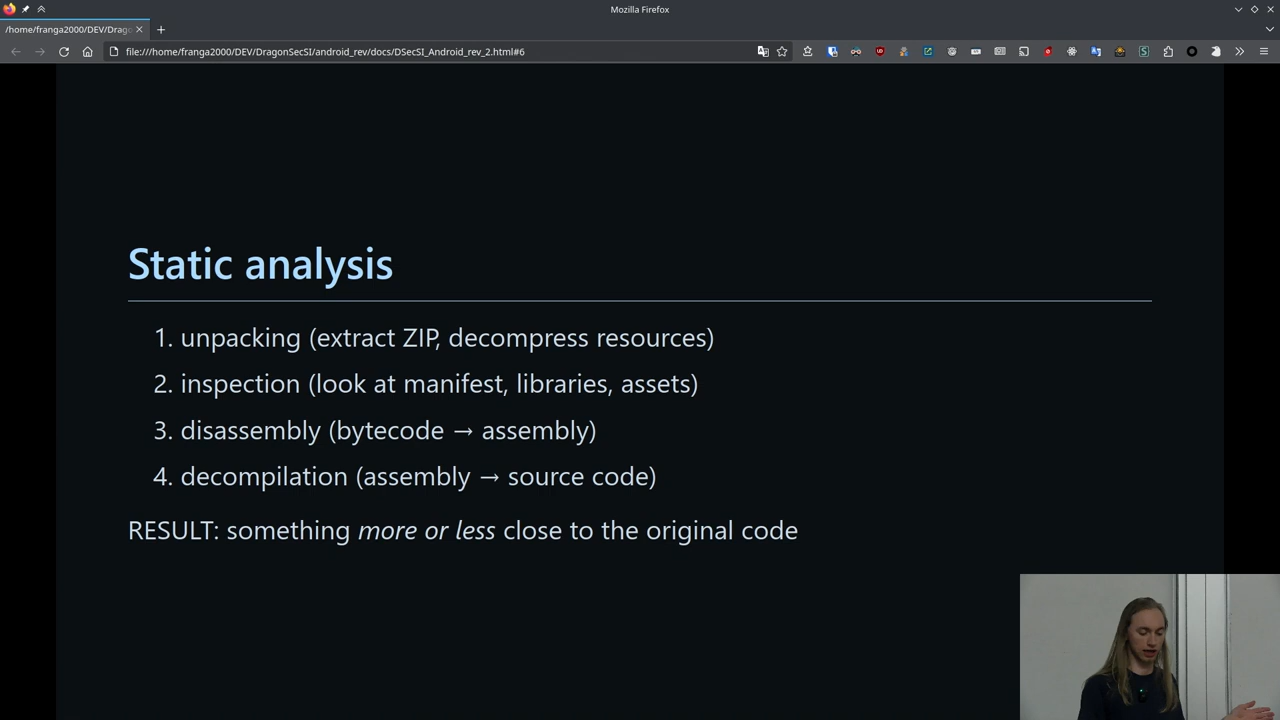 Mozilla Firefox
/home/franga2000/DEV/Drago
file:///home/franga2000/DEV/DragonSecSI/android_rev/docs/DSecSI_Android_rev_2.html#6
Static analysis
1. unpacking (extract ZIP, decompress resources)
2. inspection (look at manifest, libraries, assets)
3. disassembly (bytecode → assembly)
4. decompilation (assembly → source code)
RESULT: something more or less close to the original code